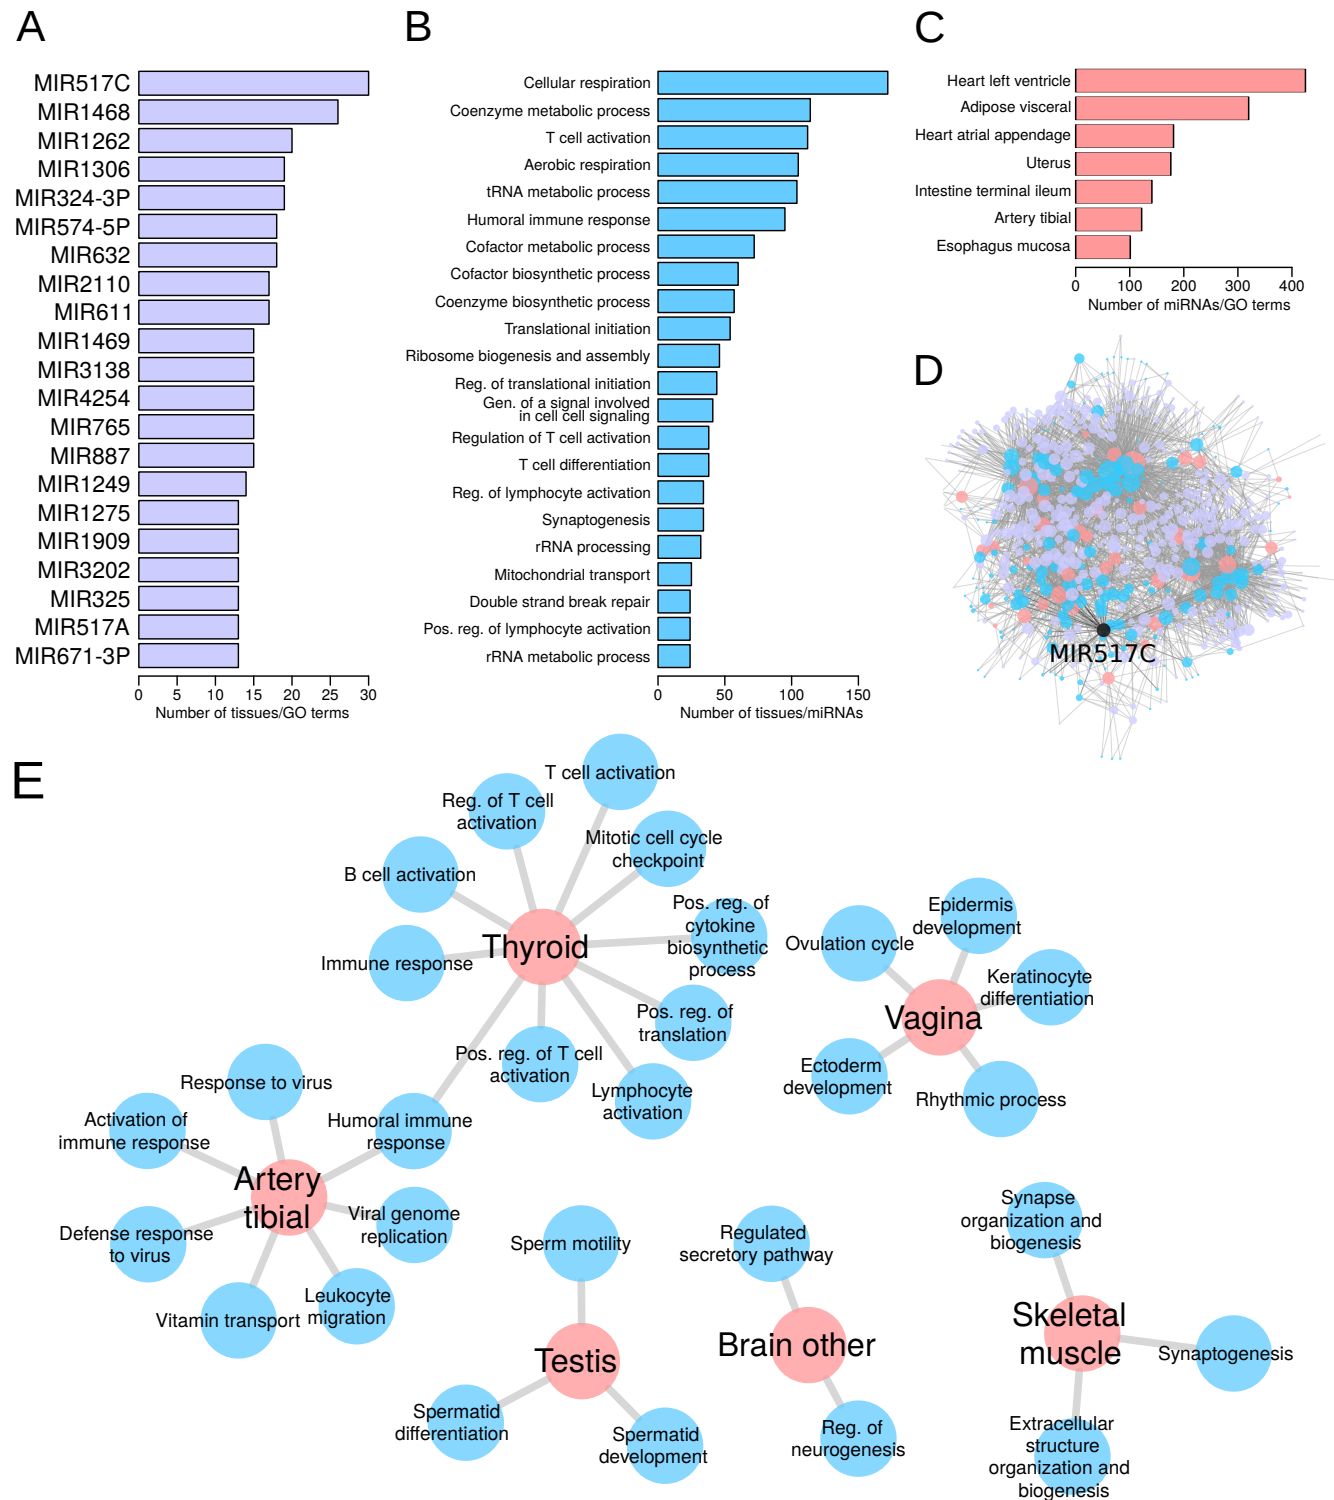 A
MIR517C
MIR1468
MIR1262
MIR1306
MIR324-3P
MIR574-5P
MIR632
MIR2110
MIR611
MIR1469
MIR3138
MIR4254
MIR765
MIR887
MIR1249
MIR1275
MIR1909
MIR3202
MIR325
MIR517A
MIR671-3P
0 5 10 15 20 25 30
Number of tissues/GO terms
B
Cellular respiration
Coenzyme metabolic process
T cell activation
Aerobic respiration
tRNA metabolic process
Humoral immune response
Cofactor metabolic process
Cofactor biosynthetic process
Coenzyme biosynthetic process
Translational initiation
Ribosome biogenesis and assembly
Reg. of translational initiation
Gen. of a signal involved
in cell cell signaling
Regulation of T cell activation
T cell differentiation
Reg. of lymphocyte activation
Synaptogenesis
rRNA processing
Mitochondrial transport
Double strand break repair
Pos. reg. of lymphocyte activation
rRNA metabolic process
0 50 100 150
Number of tissues/miRNAs
C
Heart left ventricle
Adipose visceral
Heart atrial appendage
Uterus
Intestine terminal ileum
Artery tibial
Esophagus mucosa
0 100 200 300 400
Number of miRNAs/GO terms
D
MIR517C
E
T cell activation
Reg. of T cell
activation
Mitotic cell cycle
checkpoint
B cell activation
Pos. reg. of
cytokine
biosynthetic
process
Thyroid
Immune response
Pos. reg. of
translation
Pos. reg. of T cell
activation
Lymphocyte
activation
Humoral immune
response
Epidermis
development
Ovulation cycle
Keratinocyte
differentiation
Vagina
Ectoderm
development
Rhythmic process
Response to virus
Activation of
immune response
Artery
tibial
Viral genome
replication
Defense response
to virus
Leukocyte
migration
Vitamin transport
Sperm motility
Testis
Spermatid
differentiation
Spermatid
development
Regulated
secretory pathway
Brain other
Reg. of
neurogenesis
Synapse
organization and
biogenesis
Skeletal
muscle
Synaptogenesis
Extracellular
structure
organization and
biogenesis